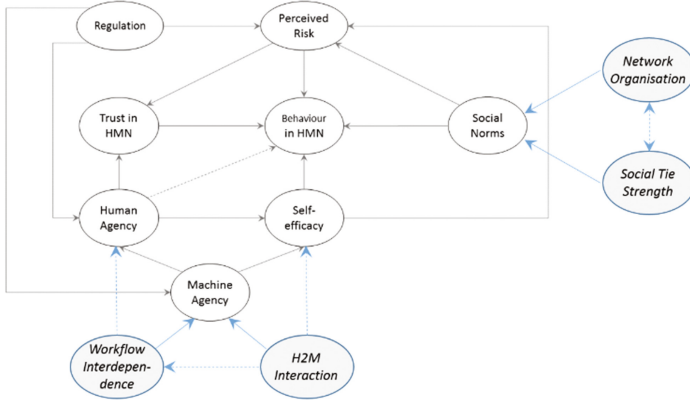 Regulation
Perceived
Risk
Network
Organisation
Trust in
HMN
Behaviour
in HMN
Social
Norms
Social Tie
Strength
Human
Agency
Self-
efficacy
Machine
Agency
Workflow
Interdepen-
dence
H2M
Interaction